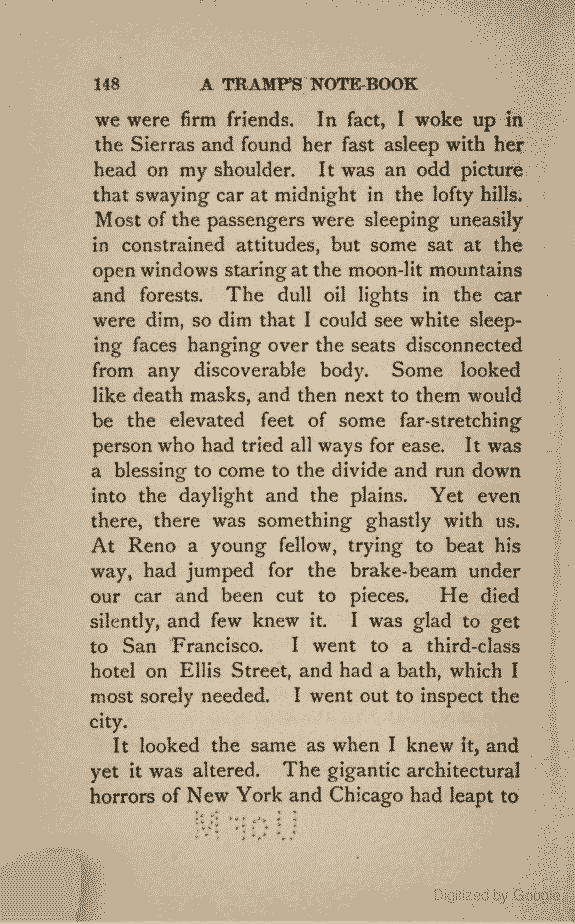 148 A TRAMP'S NOTE-BOOK
we were firm friends. In fact, I woke up in
the Sierras and found her fast asleep with her
head on my shoulder. It was an odd picture
that swaying car at midnight in the lofty hills.
Most of the passengers were sleeping uneasily
in constrained attitudes, but some sat at the
open windows staring at the moon-lit mountains
and forests. The dull oil lights in the car
were dim, so dim that I could see white sleep-
ing faces hanging over the seats disconnected
from any discoverable body. Some looked
like death masks, and then next to them would
be the elevated feet of some far-stretching
person who had tried all ways for ease. It was
a blessing to come to the divide and run down
into the daylight and the plains. Yet even
there, there was something ghastly with us.
At Reno a young fellow, trying to beat his
way, had jumped for the brake-beam under
our car and been cut to pieces. He died
silently, and few knew it. I was glad to get
to San Francisco. I went to a third-class
hotel on Ellis Street, and had a bath, which I
most sorely needed. I went out to inspect the
city.
It looked the same as when I knew it, and
yet it was altered. The gigantic architectural
horrors of New York and Chicago had leapt to
Digitized by Google